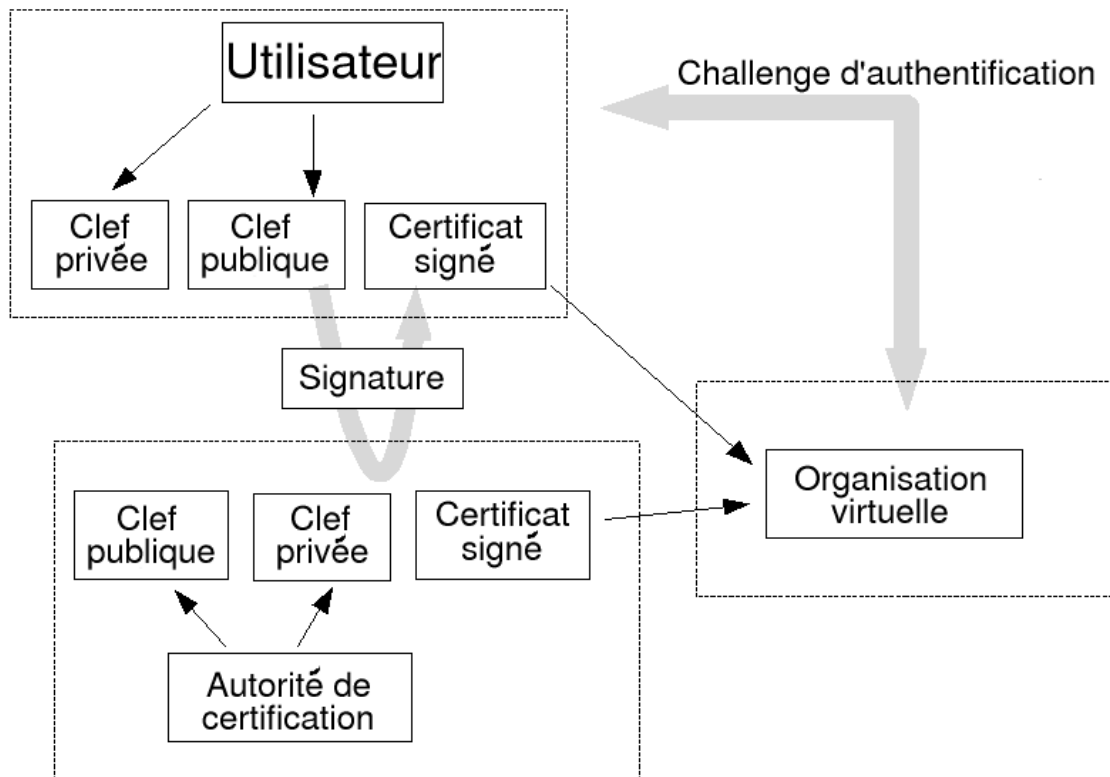 Utilisateur
Challenge d'authentification
Clef
privée
Clef
publique
Certificat
signé
Signature
Clef
publique
Clef
privée
Certificat
signé
Organisation
virtuelle
Autorité de
certification